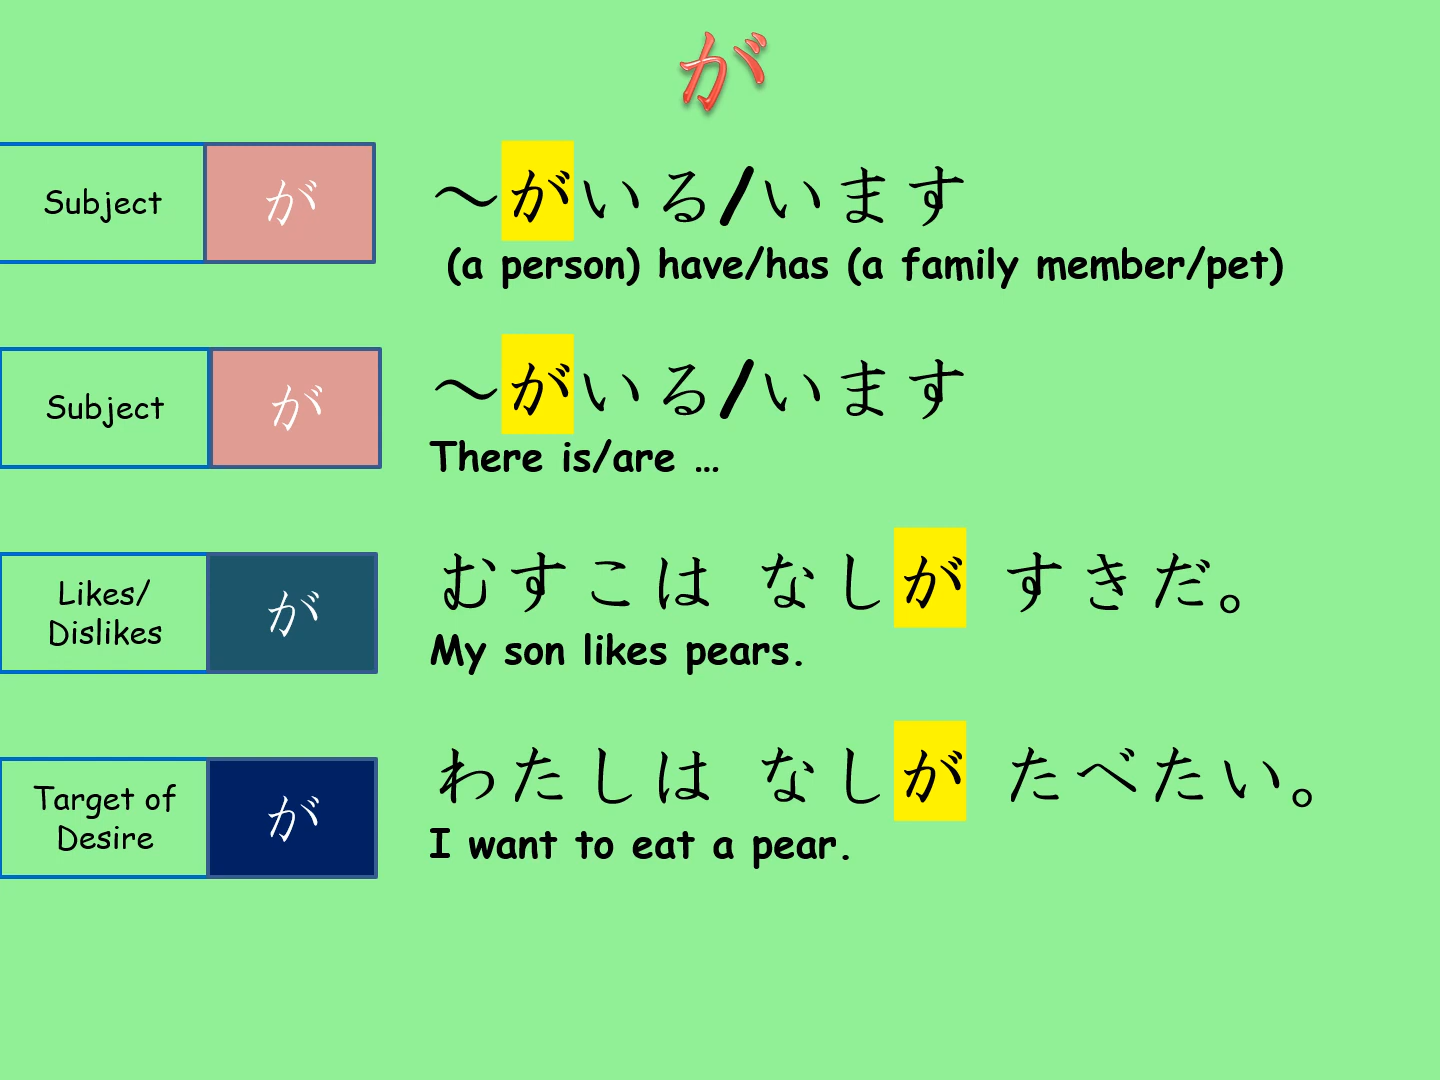 が
Subject
が
～がいる/います
(a person) have/has (a family member/pet)
Subject
が
～がいる/います
There is/are …
Likes/
Dislikes
が
むすこは なしが すきだ。
My son likes pears.
Target of
Desire
が
わたしは なしが たべたい。
I want to eat a pear.